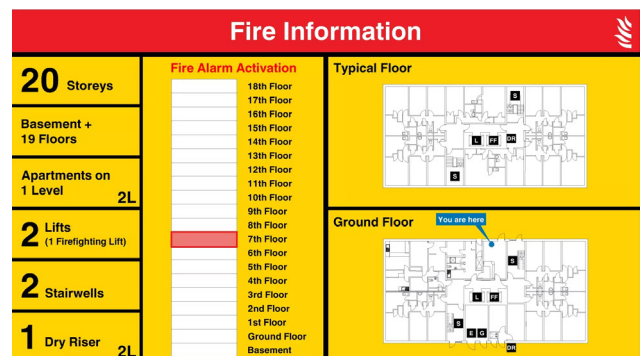 Fire Information
20 Storeys
Basement +
19 Floors
Apartments on
1 Level
2L
2 Lifts
(1 Firefighting Lift)
2 Stairwells
1 Dry Riser
2L
Fire Alarm Activation
18th Floor
17th Floor
16th Floor
15th Floor
14th Floor
13th Floor
12th Floor
11th Floor
10th Floor
9th Floor
8th Floor
7th Floor
6th Floor
5th Floor
4th Floor
3rd Floor
2nd Floor
1st Floor
Ground Floor
Basement
Typical Floor
S
L FF DR
S
Ground Floor
You are here
S
L FF
S
E G
DR